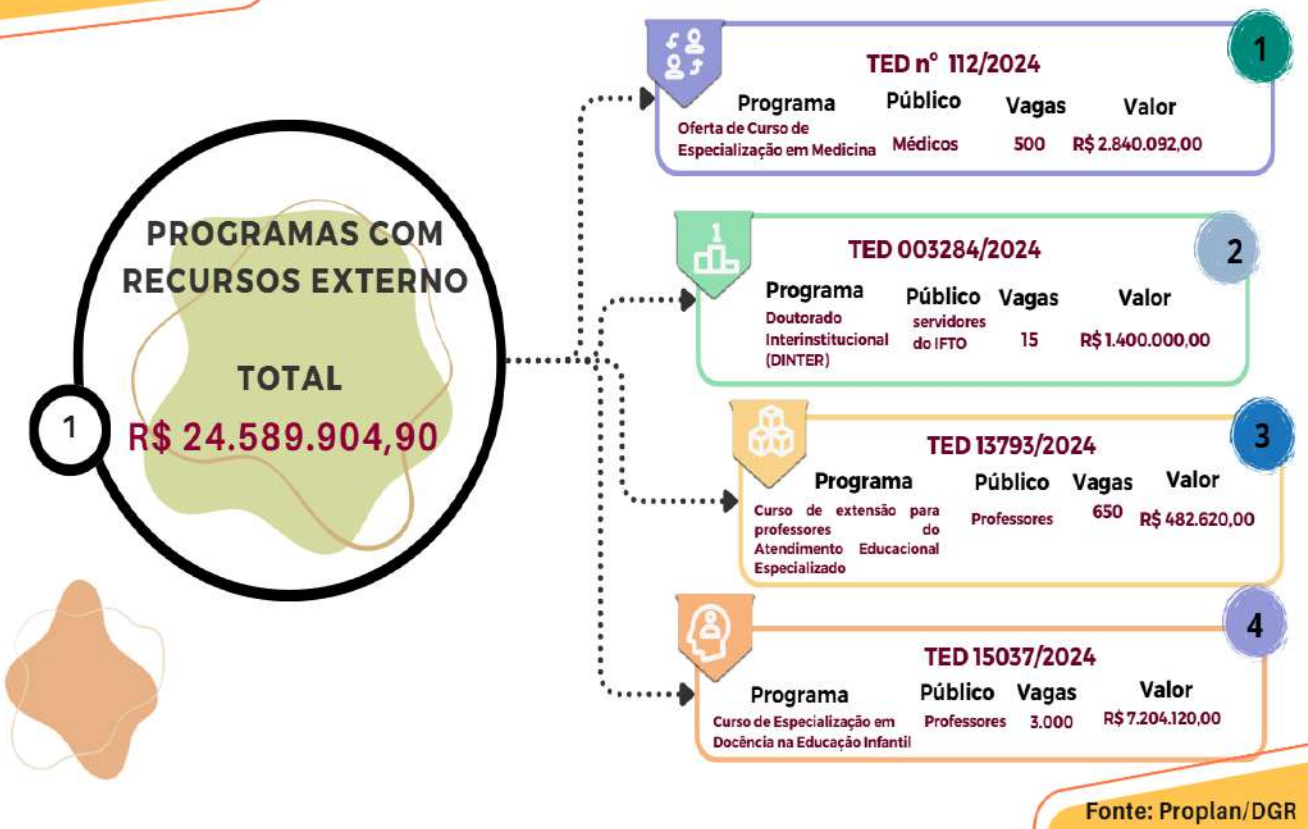 PROGRAMAS COM
RECURSOS EXTERNO
TOTAL
R$ 24.589.904,90
1
TED n° 112/2024
1
Programa Público Vagas Valor
Oferta de Curso de
Especialização em Medicina Médicos 500 R$ 2.840.092,00
TED 003284/2024
2
1
Programa Público Vagas Valor
Doutorado servidores
Interinstitucional do IFTO 15 R$ 1.400.000,00
(DINTER)
TED 13793/2024
3
Programa Público Vagas Valor
Curso de extensão para Professores 650 R$ 482.620,00
professores do
Atendimento Educacional
Especializado
TED 15037/2024
4
Programa Público Vagas Valor
Curso de Especialização em Professores 3.000 R$ 7.204.120,00
Docência na Educação Infantil
Fonte: Proplan/DGR